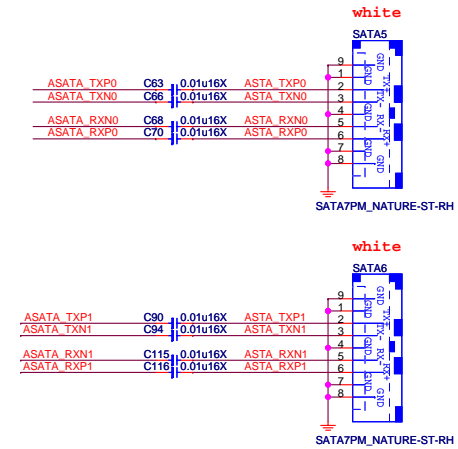 white
SATA5
9 GND
1 GND
ASATA_TXP0 C63 0.01u16X ASTA_TXP0 2 TX+
ASATA_TXN0 C66 0.01u16X ASTA_TXN0 3 TX-
4 GND
ASATA_RXN0 C68 0.01u16X ASTA_RXN0 5 RX-
ASATA_RXP0 C70 0.01u16X ASTA_RXP0 6 RX+
7 GND
8 GND
SATA7PM_NATURE-ST-RH
white
SATA6
9 GND
1 GND
ASATA_TXP1 C90 0.01u16X ASTA_TXP1 2 TX+
ASATA_TXN1 C94 0.01u16X ASTA_TXN1 3 TX-
4 GND
ASATA_RXN1 C115 0.01u16X ASTA_RXN1 5 RX-
ASATA_RXP1 C116 0.01u16X ASTA_RXP1 6 RX+
7 GND
8 GND
SATA7PM_NATURE-ST-RH